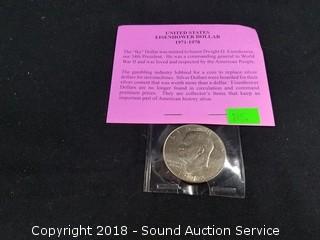 UNITED STATES
EISENHOWER DOLLAR
1971-1978
The "Ike" Dollar was minted to honor Dwight D. Eisenhower,
our 34th President. He was a commanding general in World
War II and was loved and respected by the American People.
The gambling industry lobbied for a coin to replace silver
dollars for slot machines. Silver Dollars were hoarded for their
silver content that was worth more than a dollar. Eisenhower
Dollars are no longer found in circulation and command
premium prices. They are collector's items that keep an
important part of American history alive.
Copyright 2018 - Sound Auction Service